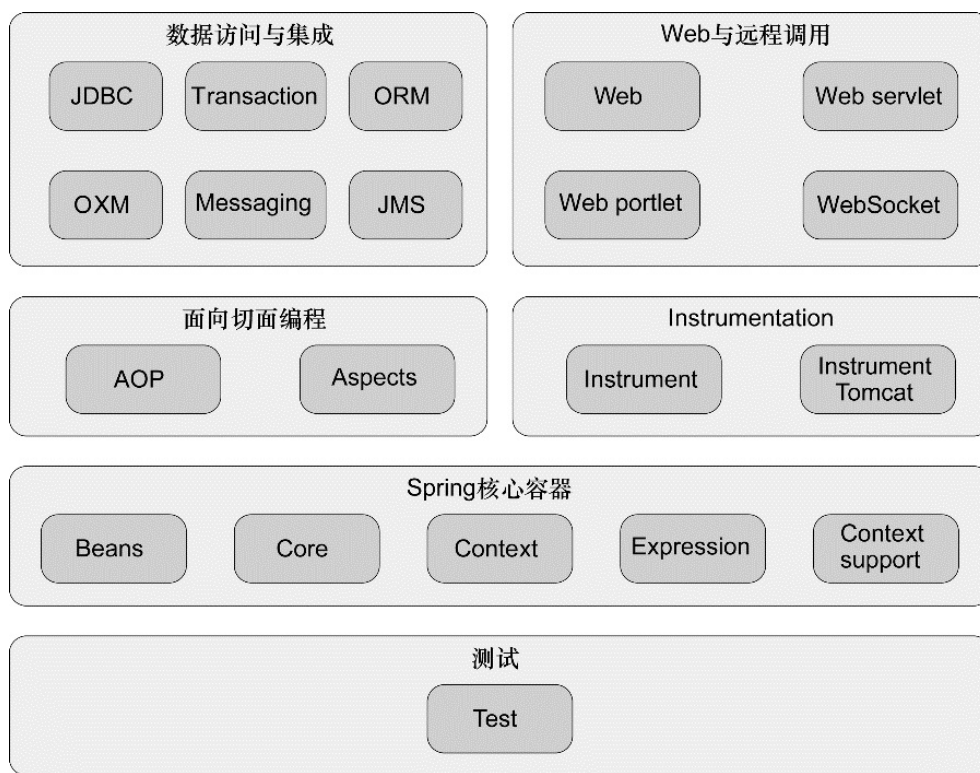 数据访问与集成
JDBC
Transaction
ORM
OXM
Messaging
JMS
Web与远程调用
Web
Web servlet
Web portlet
WebSocket
面向切面编程
AOP
Aspects
Instrumentation
Instrument
Instrument
Tomcat
Spring核心容器
Beans
Core
Context
Expression
Context
support
测试
Test